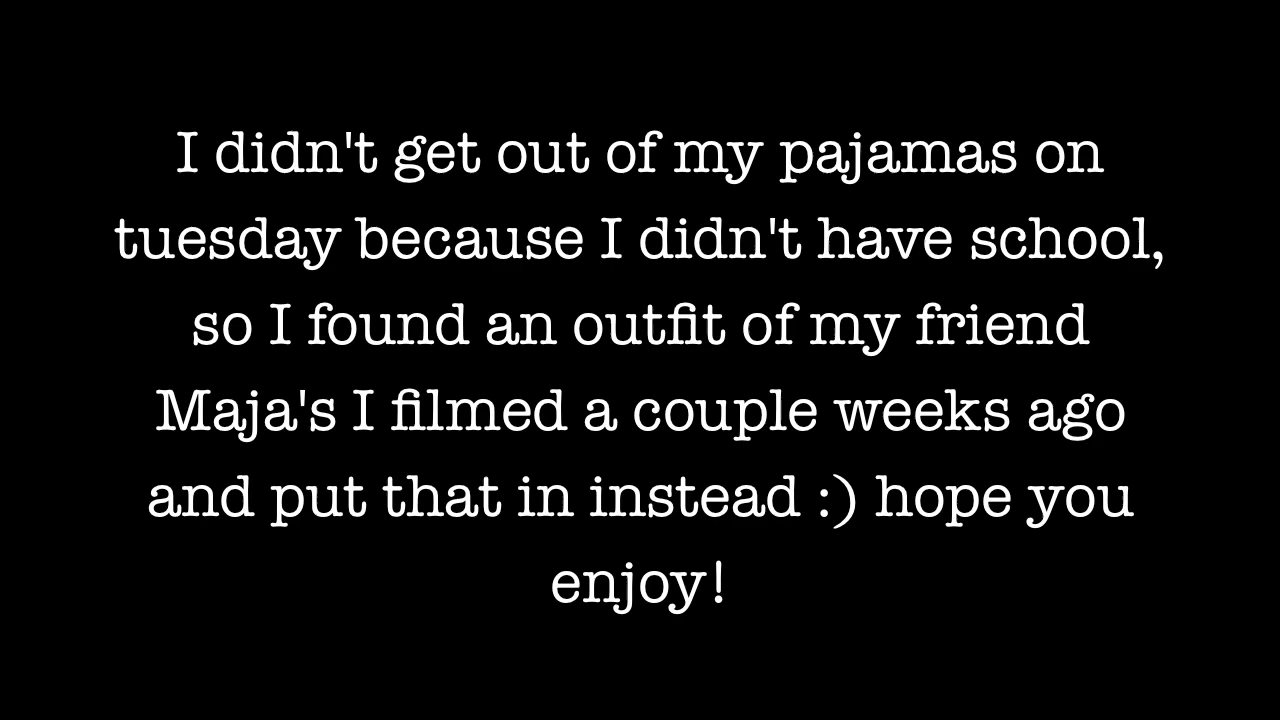 I didn't get out of my pajamas on
tuesday because I didn't have school,
so I found an outfit of my friend
Maja's I filmed a couple weeks ago
and put that in instead :) hope you
enjoy!